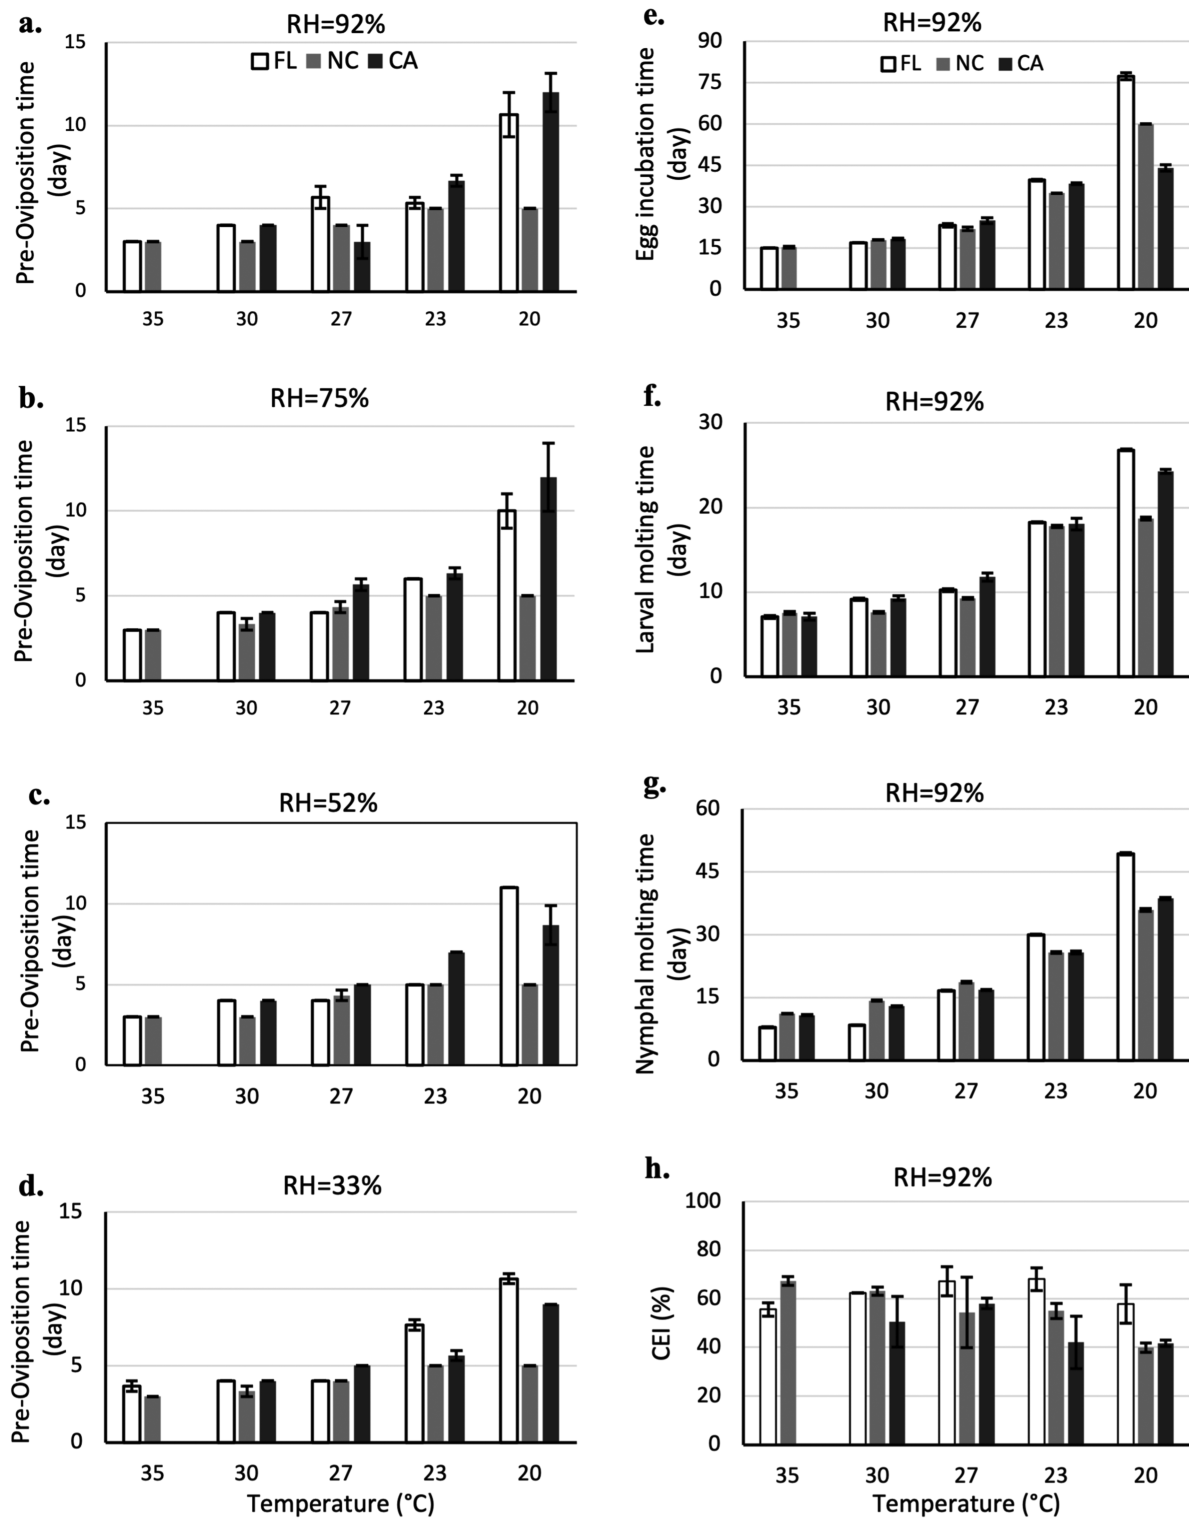 a.
RH=92%
FL NC CA
Pre-Oviposition time
(day)
15
10
5
0
35 30 27 23 20
b.
RH=75%
Pre-Oviposition time
(day)
15
10
5
0
35 30 27 23 20
c.
RH=52%
Pre-Oviposition time
(day)
15
10
5
0
35 30 27 23 20
d.
RH=33%
Pre-Oviposition time
(day)
15
10
5
0
35 30 27 23 20
Temperature (°C)
e.
RH=92%
FL NC CA
Egg incubation time
(day)
90
75
60
45
30
15
0
35 30 27 23 20
f.
RH=92%
Larval molting time
(day)
30
20
10
0
35 30 27 23 20
g.
RH=92%
Nymphal molting time
(day)
60
45
30
15
0
35 30 27 23 20
h.
RH=92%
CEI (%)
100
80
60
40
20
0
35 30 27 23 20
Temperature (°C)